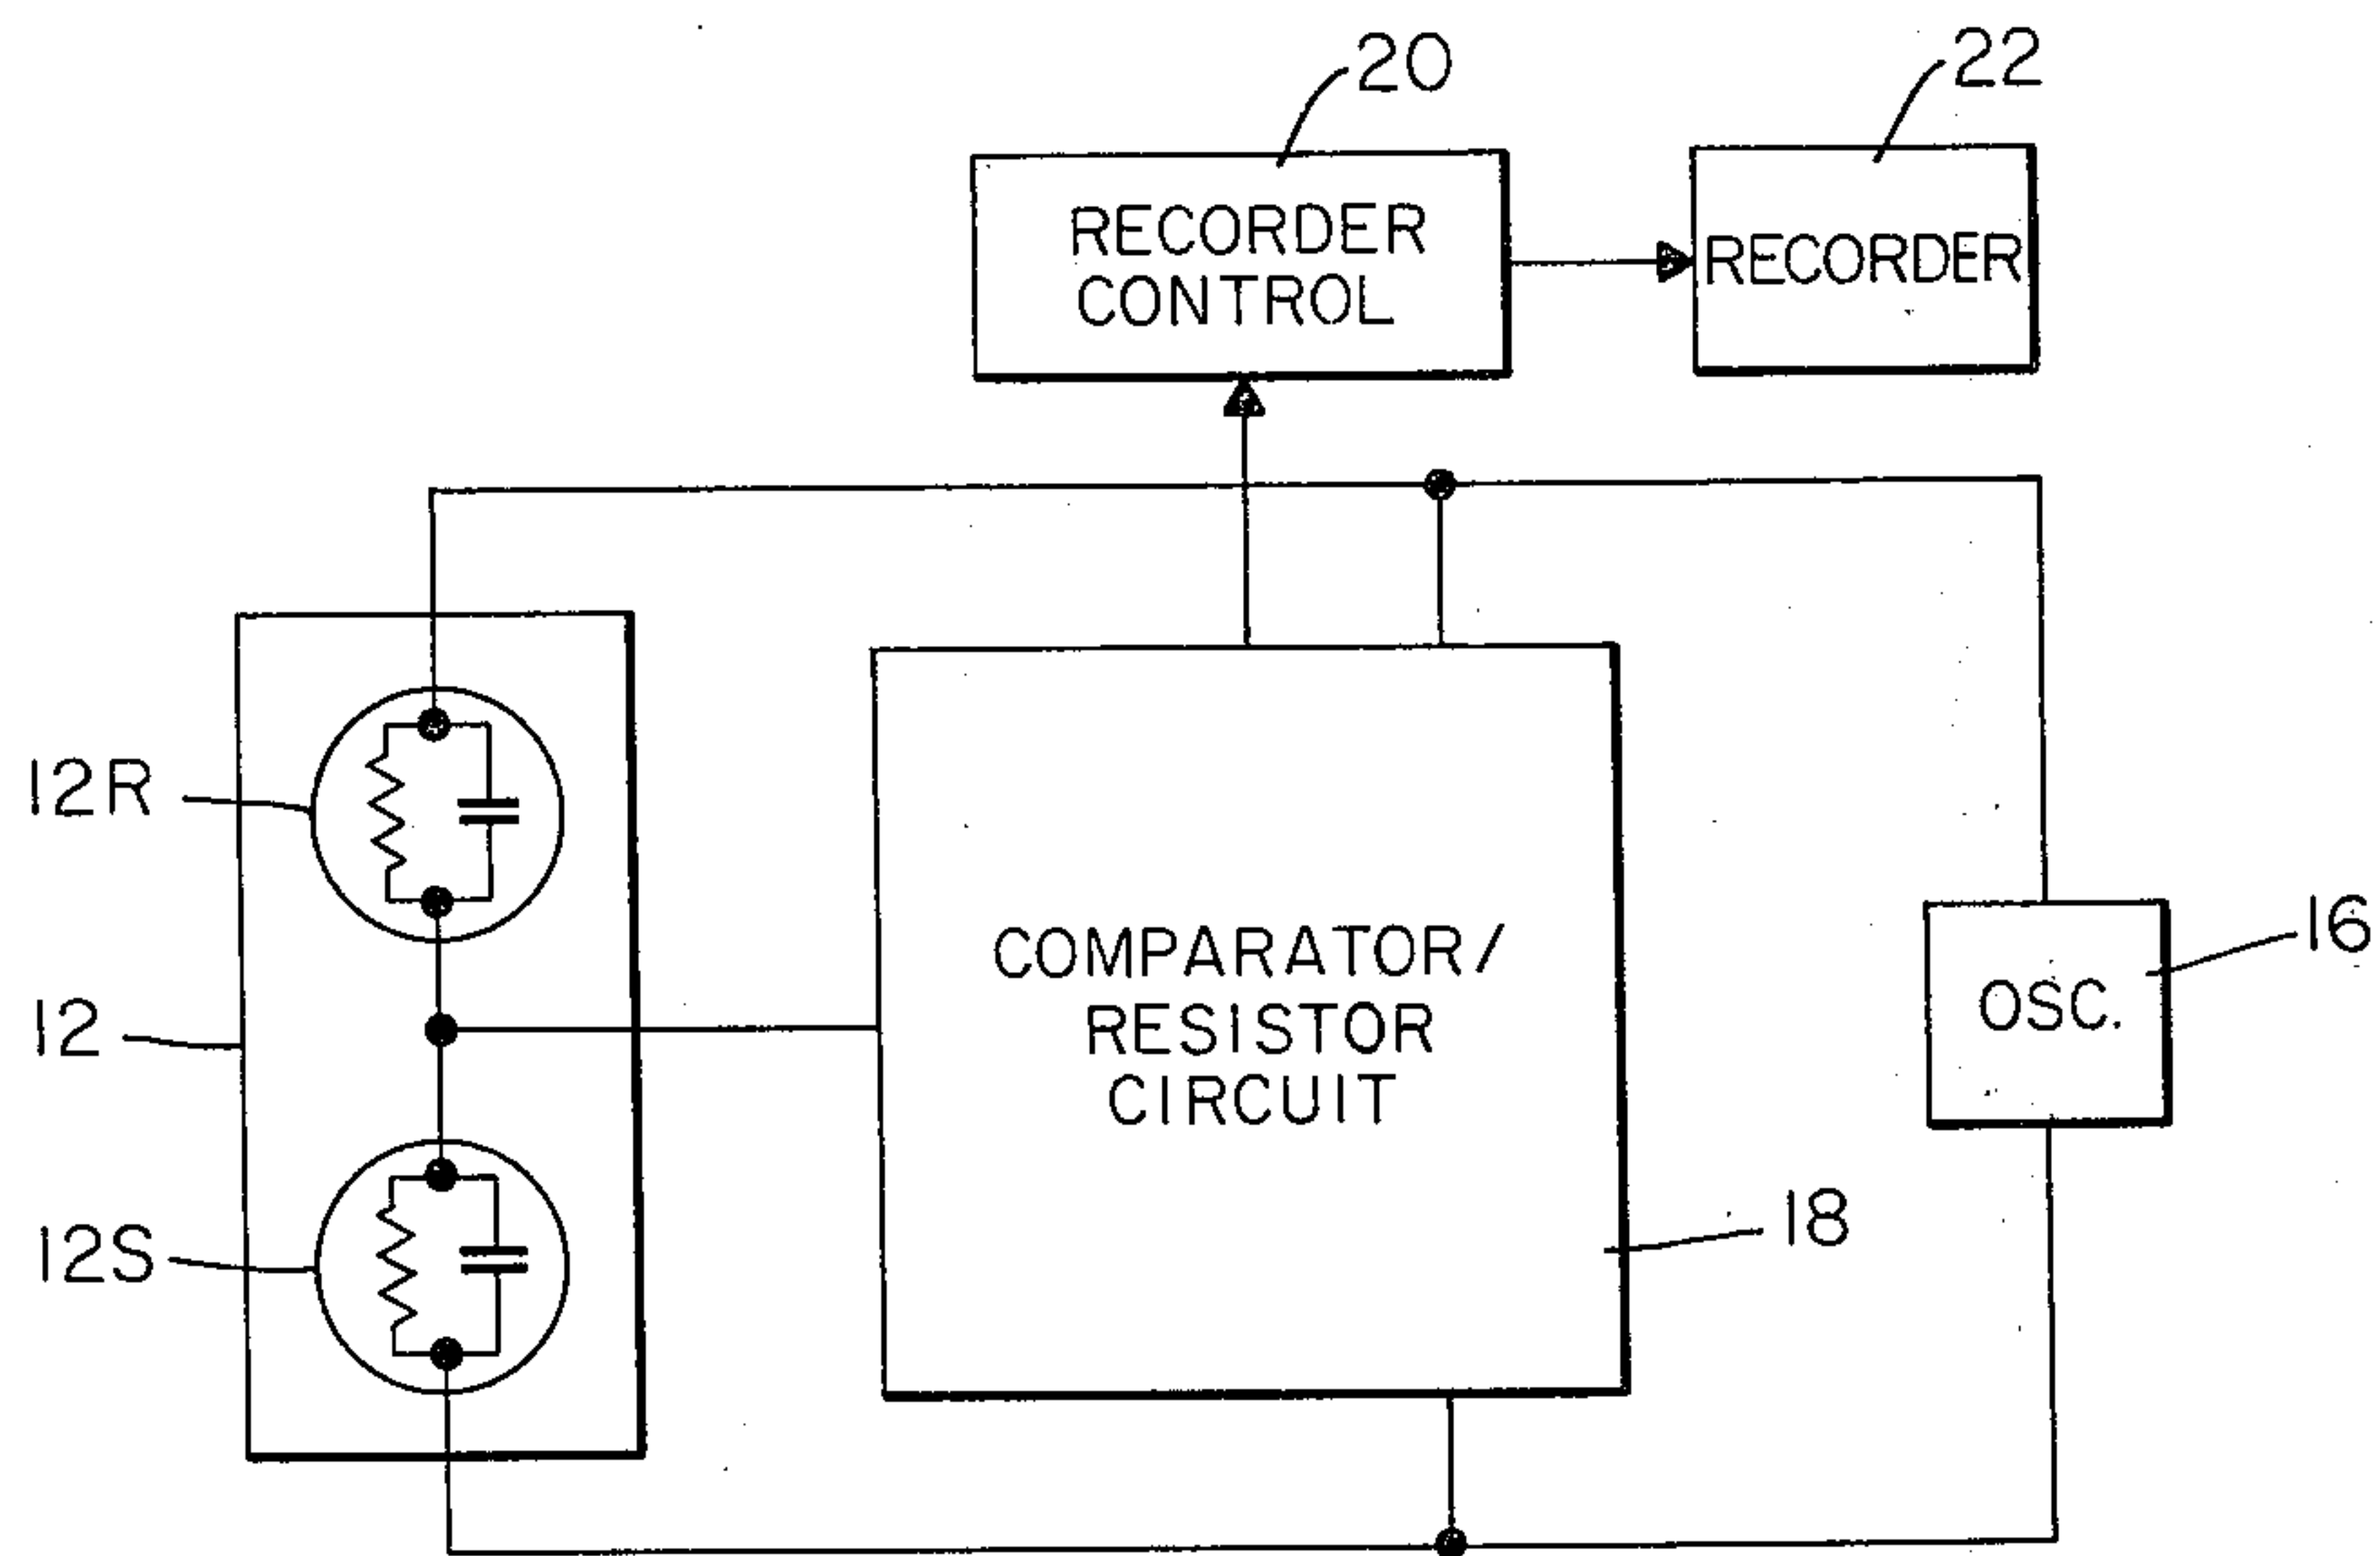 20
22
RECORDER
CONTROL
RECORDER
12R
COMPARATOR/
RESISTOR
CIRCUIT
16
OSC.
12
18
12S